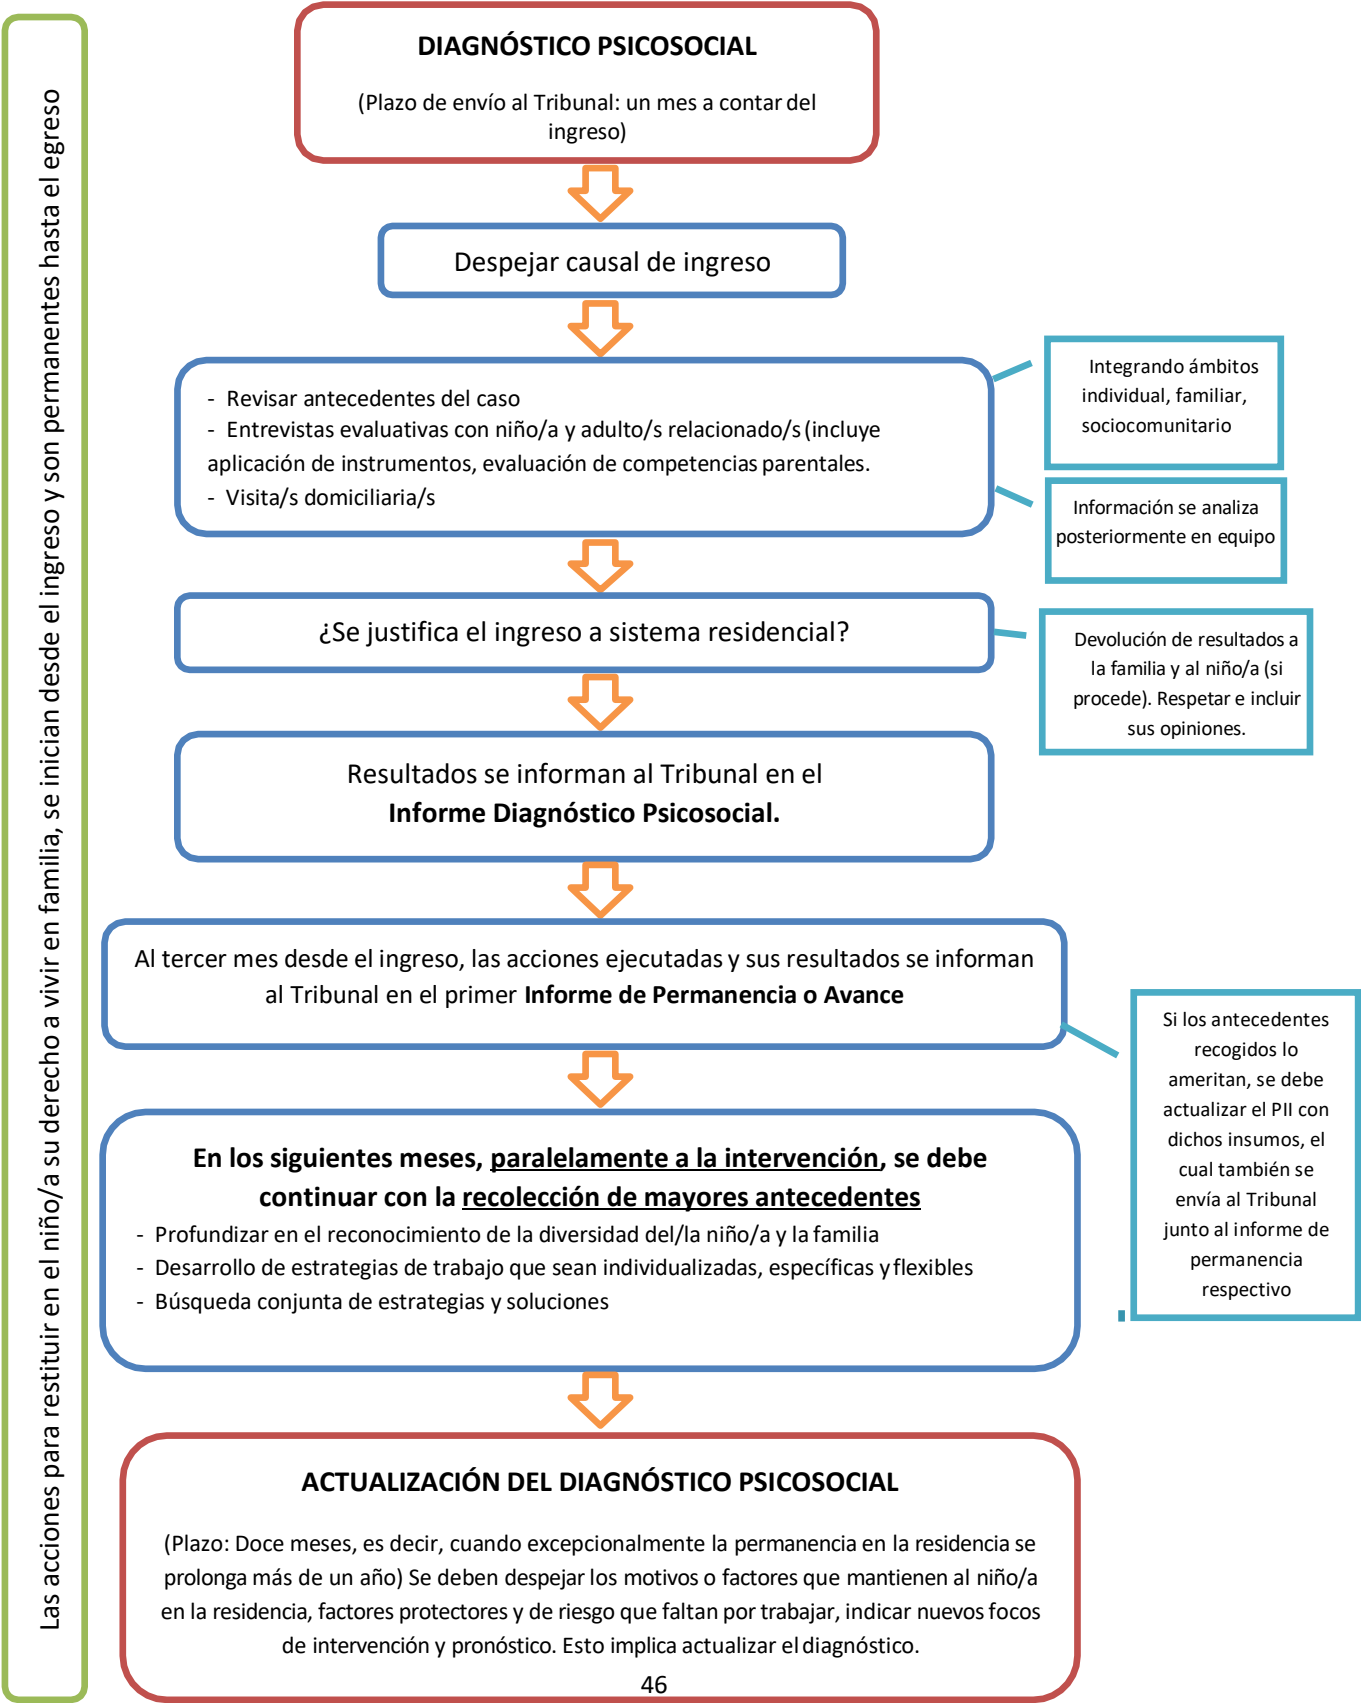 Las acciones para restituir en el niño/a su derecho a vivir en familia, se inician desde el ingreso y son permanentes hasta el egreso
DIAGNÓSTICO PSICOSOCIAL
(Plazo de envío al Tribunal: un mes a contar del
ingreso)
Despejar causal de ingreso
- Revisar antecedentes del caso
- Entrevistas evaluativas con niño/a y adulto/s relacionado/s (incluye
aplicación de instrumentos, evaluación de competencias parentales.
- Visita/s domiciliaria/s
Integrando ámbitos
individual, familiar,
sociocomunitario
Información se analiza
posteriormente en equipo
¿Se justifica el ingreso a sistema residencial?
Devolución de resultados a
la familia y al niño/a (si
procede). Respetar e incluir
sus opiniones.
Resultados se informan al Tribunal en el
Informe Diagnóstico Psicosocial.
Al tercer mes desde el ingreso, las acciones ejecutadas y sus resultados se informan
al Tribunal en el primer Informe de Permanencia o Avance
Si los antecedentes
recogidos lo
ameritan, se debe
actualizar el PII con
dichos insumos, el
cual también se
envía al Tribunal
junto al informe de
permanencia
respectivo
En los siguientes meses, paralelamente a la intervención, se debe
continuar con la recolección de mayores antecedentes
- Profundizar en el reconocimiento de la diversidad del/la niño/a y la familia
- Desarrollo de estrategias de trabajo que sean individualizadas, específicas y flexibles
- Búsqueda conjunta de estrategias y soluciones
ACTUALIZACIÓN DEL DIAGNÓSTICO PSICOSOCIAL
(Plazo: Doce meses, es decir, cuando excepcionalmente la permanencia en la residencia se
prolonga más de un año) Se deben despejar los motivos o factores que mantienen al niño/a
en la residencia, factores protectores y de riesgo que faltan por trabajar, indicar nuevos focos
de intervención y pronóstico. Esto implica actualizar el diagnóstico.
46